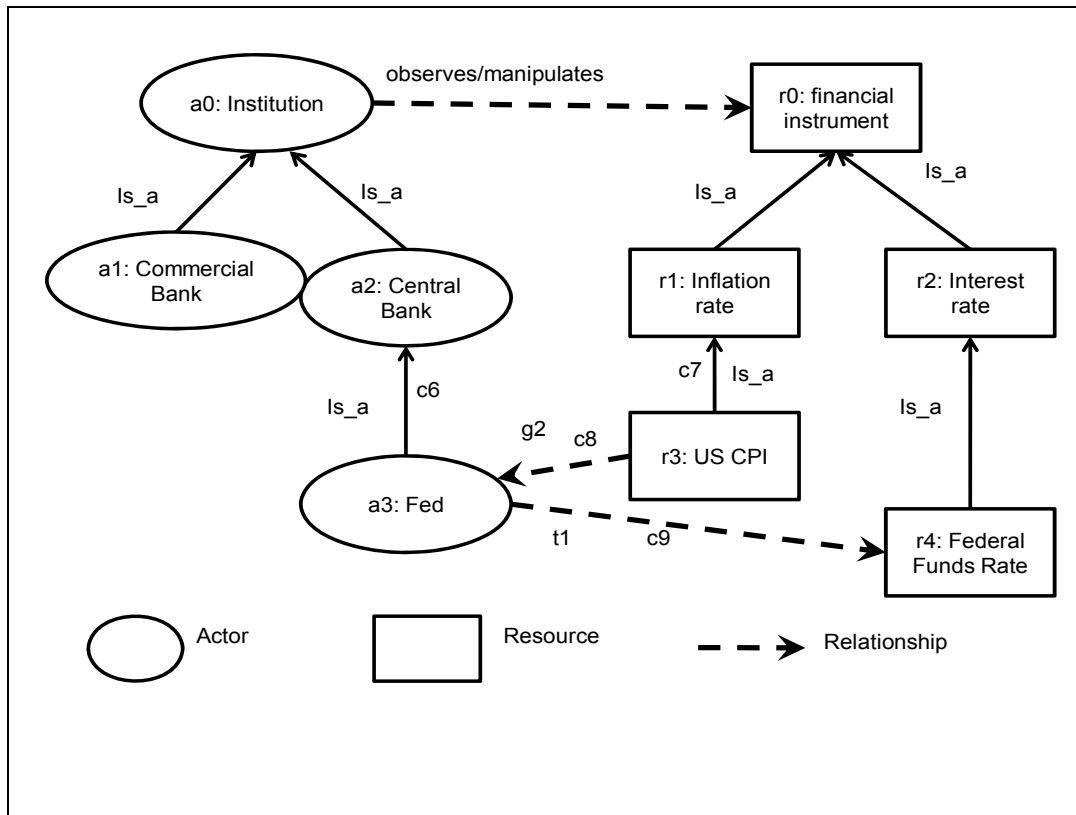 observes/manipulates
a0: Institution
r0: financial
instrument
Is_a
Is_a
Is_a
Is_a
a1: Commercial
Bank
a2: Central
Bank
r1: Inflation
rate
r2: Interest
rate
c7
Is_a
Is_a
c6
Is_a
g2
c8
r3: US CPI
a3: Fed
t1
c9
r4: Federal
Funds Rate
Actor
Resource
Relationship